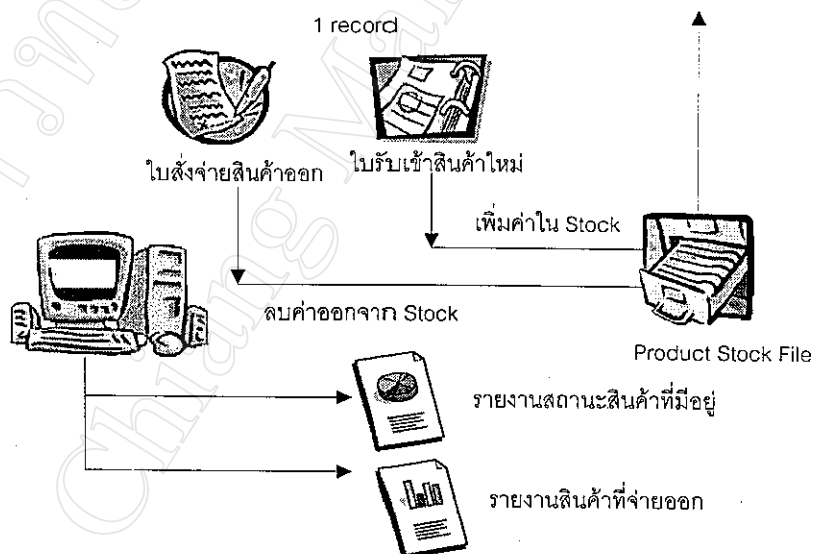 1 record
ใบสั่งจ่ายสินค้าออก
ใบรับเข้าสินค้าใหม่
เพิ่มค่าใน Stock
ลบค่าออกจาก Stock
Product Stock File
รายงานสถานะสินค้าที่มีอยู่
รายงานสินค้าที่จ่ายออก
Chiang Mai